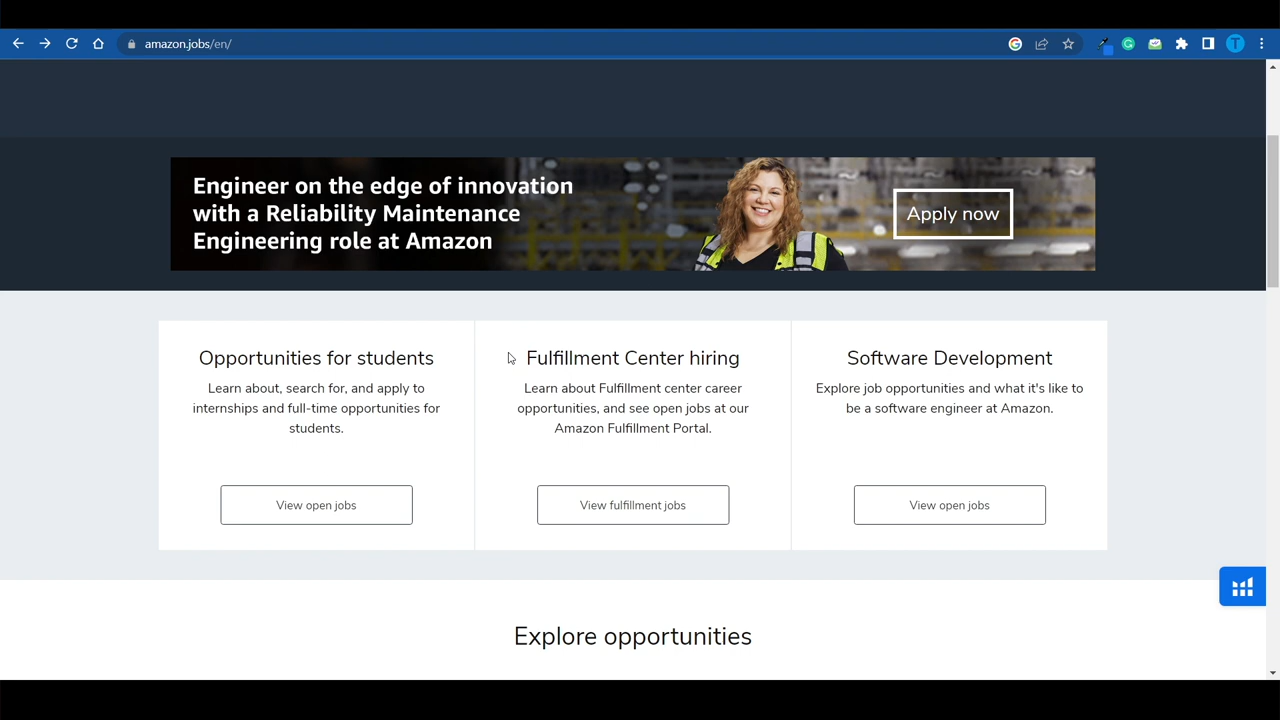 amazon.jobs/en/
T
Engineer on the edge of innovation
with a Reliability Maintenance
Engineering role at Amazon
Apply now
Opportunities for students
Learn about, search for, and apply to
internships and full-time opportunities for
students.
View open jobs
Fulfillment Center hiring
Learn about Fulfillment center career
opportunities, and see open jobs at our
Amazon Fulfillment Portal.
View fulfillment jobs
Software Development
Explore job opportunities and what it's like to
be a software engineer at Amazon.
View open jobs
Explore opportunities